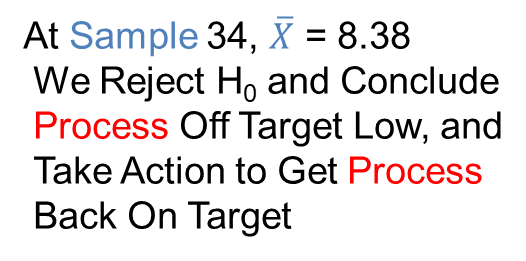 At Sample 34, X̄ = 8.38
We Reject H₀ and Conclude
Process Off Target Low, and
Take Action to Get Process
Back On Target